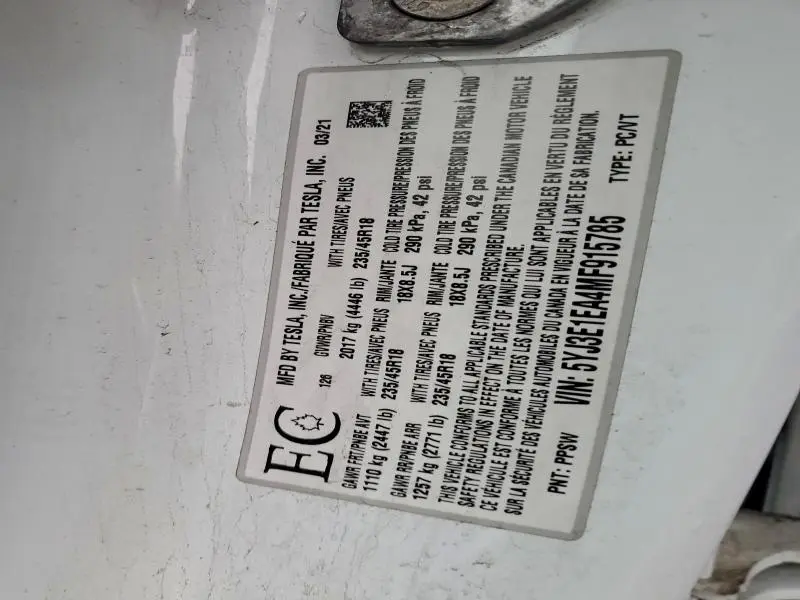 EC
MFD BY TESLA, INC./FABRIQUÉ PAR TESLA, INC. 03/21
126 GVWR/PNBV WITH TIRES/AVEC PNEUS
2017 kg (4446 lb) 235/45R18
GAWR FRT/PNBE AVT WITH TIRES/AVEC PNEUS RIM/JANTE COLD TIRE PRESSURE/PRESSION DES PNEUS À FROID
1110 kg (2447 lb) 235/45R18 18X8.5J 290 kPa, 42 psi
GAWR RR/PNBE ARR WITH TIRES/AVEC PNEUS RIM/JANTE COLD TIRE PRESSURE/PRESSION DES PNEUS À FROID
1257 kg (2771 lb) 235/45R18 18X8.5J 290 kPa, 42 psi
THIS VEHICLE CONFORMS TO ALL APPLICABLE STANDARDS PRESCRIBED UNDER THE CANADIAN MOTOR VEHICLE
SAFETY REGULATIONS IN EFFECT ON THE DATE OF MANUFACTURE.
CE VÉHICULE EST CONFORME À TOUTES LES NORMES QUI LUI SONT APPLICABLES EN VERTU DU RÉGLEMENT
SUR LA SÉCURITÉ DES VÉHICULES AUTOMOBILES DU CANADA EN VIGUEUR À LA DATE DE SA FABRICATION.
PNT: PPSW VIN: 5YJ3E1EA4MF915785 TYPE: PC/VT